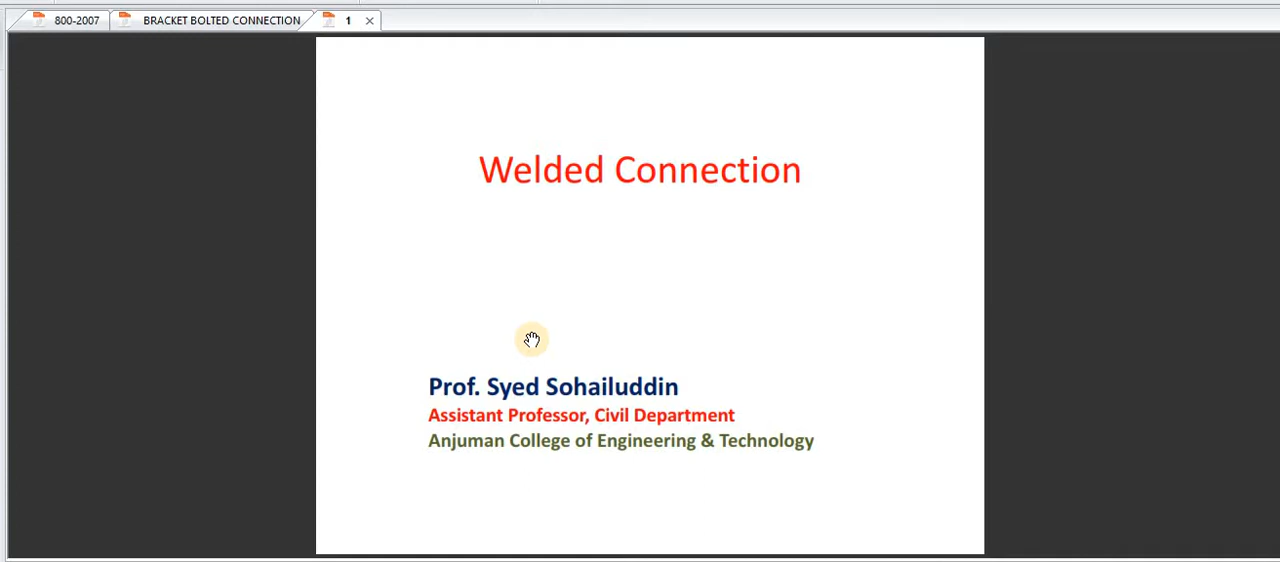 800-2007 BRACKET BOLTED CONNECTION 1
Welded Connection
Prof. Syed Sohailuddin
Assistant Professor, Civil Department
Anjuman College of Engineering & Technology